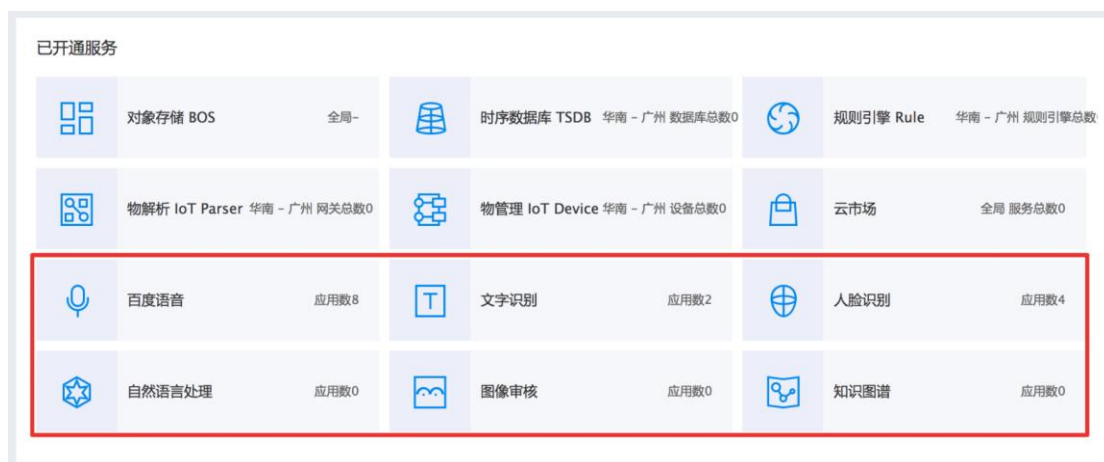 已开通服务
对象存储 BOS 全局-
时序数据库 TSDB 华南 - 广州 数据库总数0
规则引擎 Rule 华南 - 广州 规则引擎总数
物解析 IoT Parser 华南 - 广州 网关总数0
物管理 IoT Device 华南 - 广州 设备总数0
云市场 全局 服务总数0
百度语音 应用数8
T 文字识别 应用数2
人脸识别 应用数4
自然语言处理 应用数0
图像审核 应用数0
知识图谱 应用数0